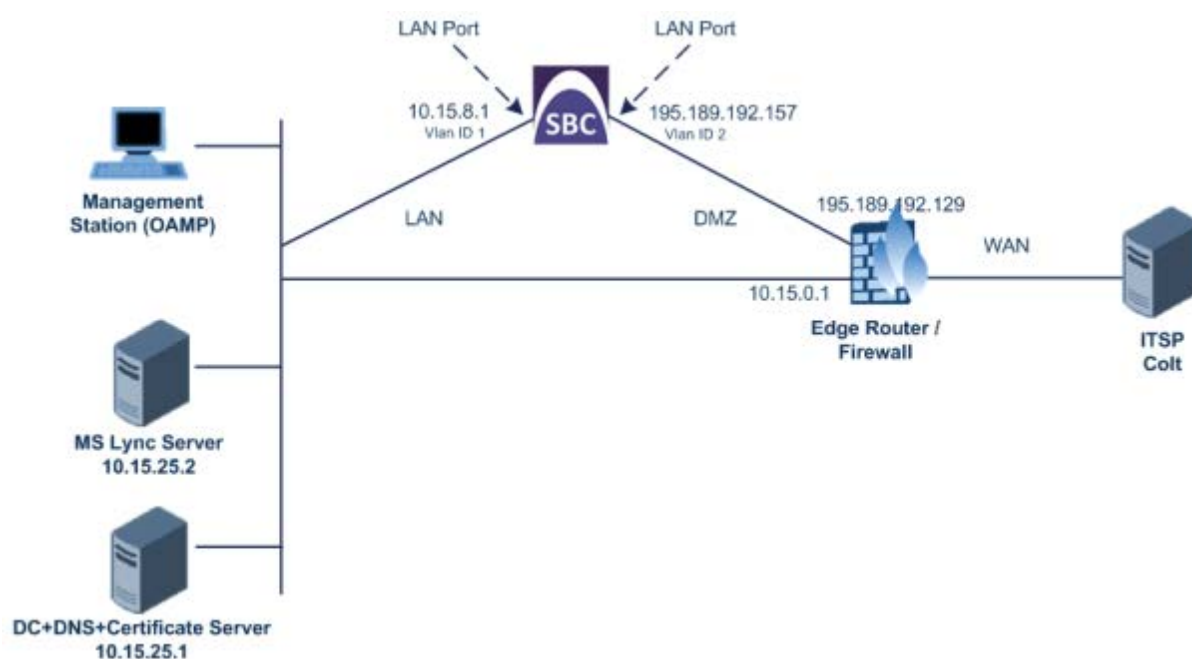 LAN Port
LAN Port
10.15.8.1
Vlan ID 1
SBC
195.189.192.157
Vlan ID 2
Management
Station (OAMP)
LAN
DMZ
195.189.192.129
WAN
10.15.0.1
Edge Router /
Firewall
ITSP
Colt
MS Lync Server
10.15.25.2
DC+DNS+Certificate Server
10.15.25.1